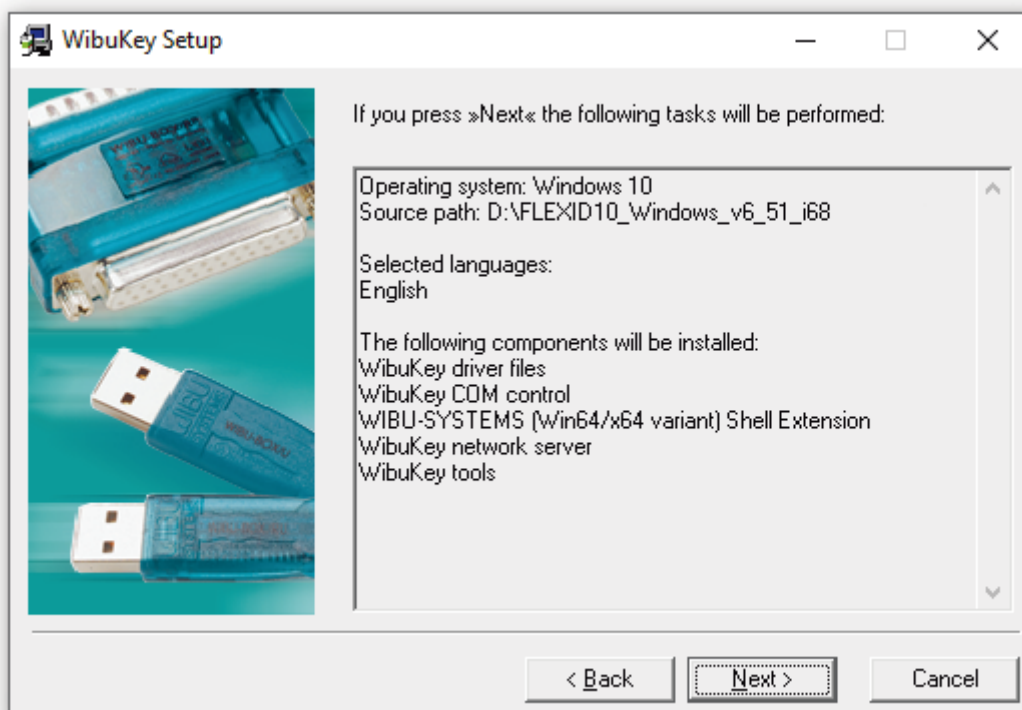 WibuKey Setup
If you press »Next« the following tasks will be performed:
Operating system: Windows 10
Source path: D:\FLEXID10_Windows_v6_51_i68
Selected languages:
English
The following components will be installed:
WibuKey driver files
WibuKey COM control
WIBU-SYSTEMS (Win64/x64 variant) Shell Extension
WibuKey network server
WibuKey tools
< Back
Next >
Cancel